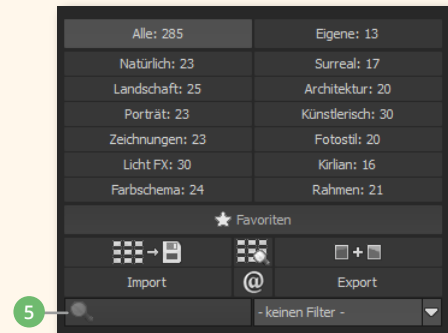 Alle: 285 Eigene: 13
Natürlich: 23 Surreal: 17
Landschaft: 25 Architektur: 20
Porträt: 23 Künstlerisch: 30
Zeichnungen: 23 Fotostil: 20
Licht FX: 30 Kirlian: 16
Farbschema: 24 Rahmen: 21
Favoriten
Import @ Export
5 - keinen Filter -